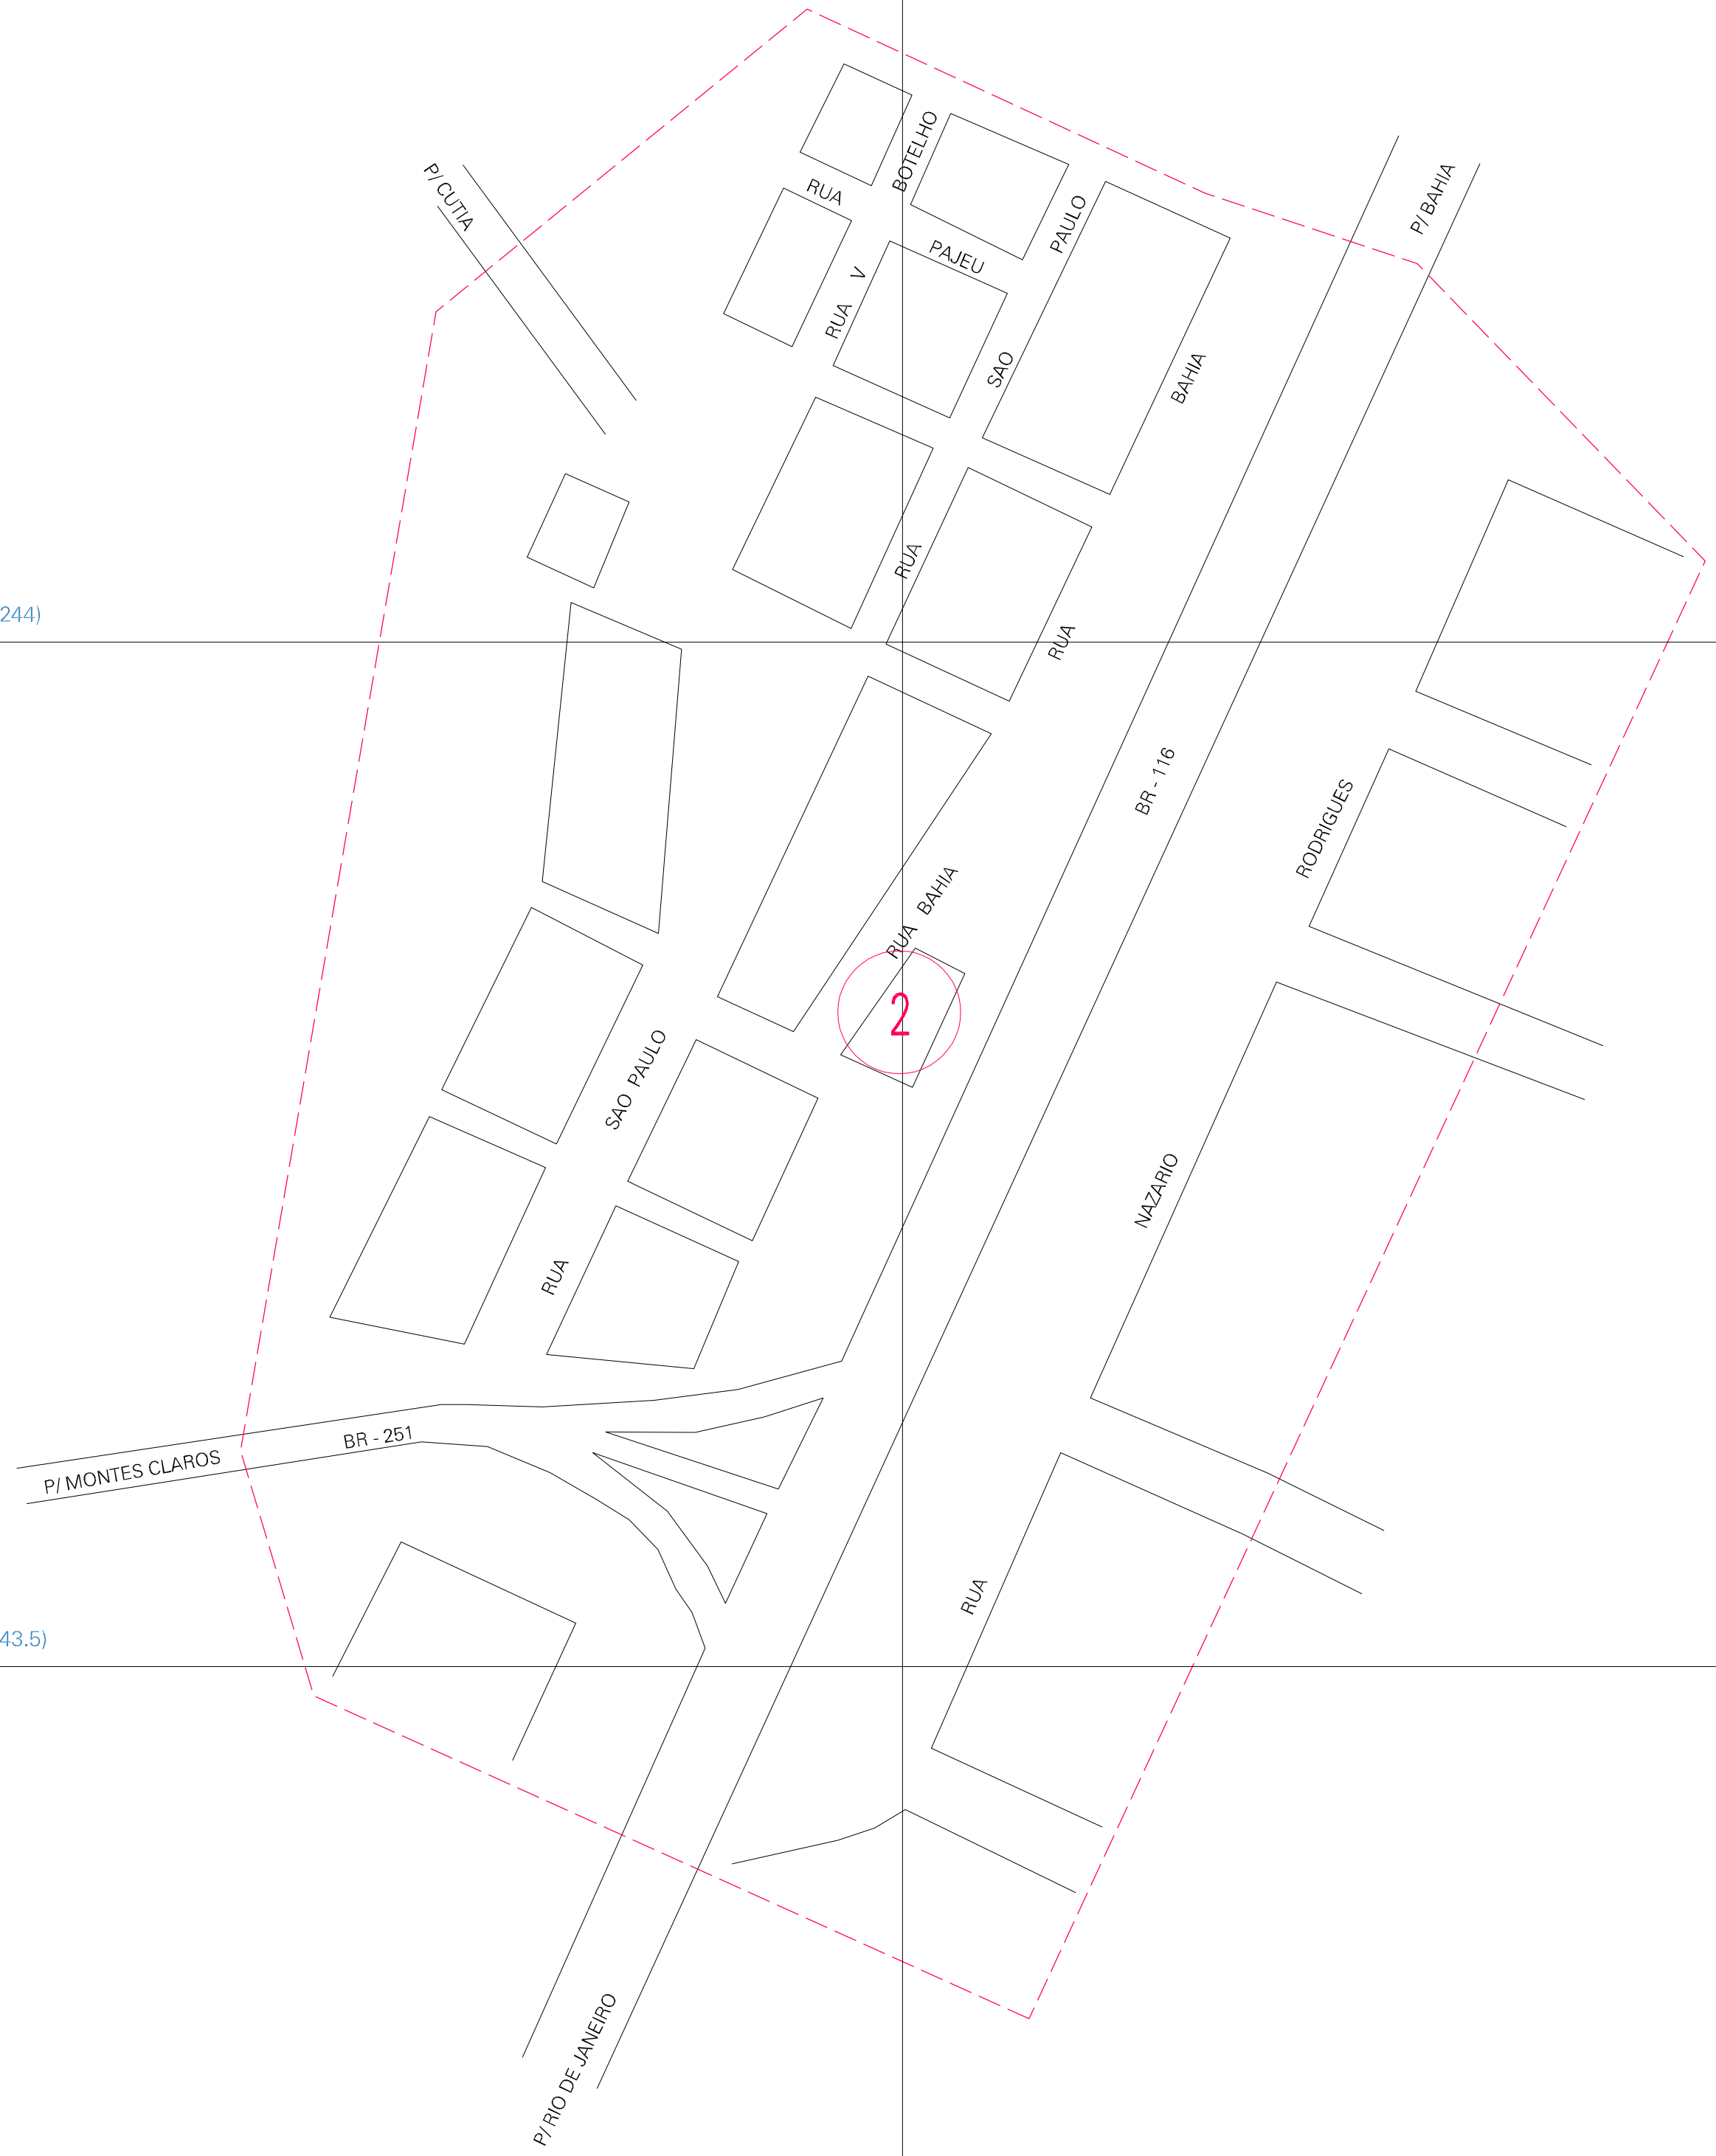 BOTELHO
P/ CUTIA
P/ BAHIA
RUA
PAULO
PAJEU
V
RUA
SAO
BAHIA
RUA
244)
RUA
BR - 116
RODRIGUES
BAHIA
RUA
2
SAO PAULO
NAZARIO
RUA
BR - 251
P/ MONTES CLAROS
RUA
43.5)
P/ RIO DE JANEIRO